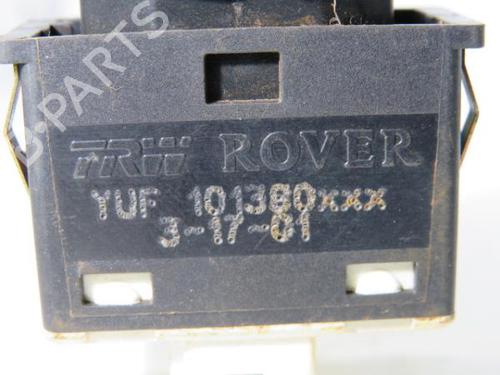 B-PARTS
TRW ROVER
YUF 101380xxx
3-17-01